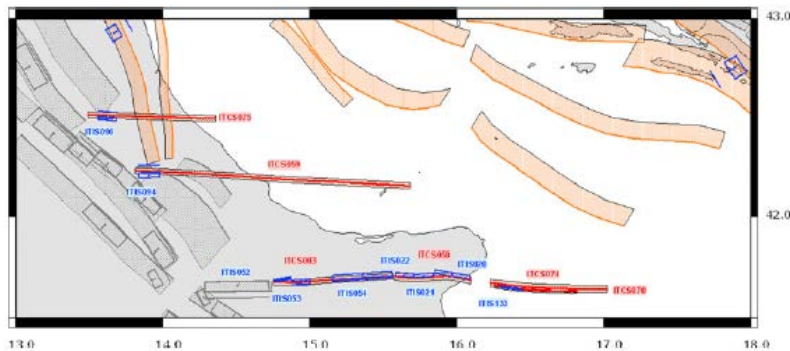 43.0
ITCS075
ITIS096
ITCS059
ITIS094
42.0
ITIS052
ITCS003
ITIS022
ITCS058
ITIS020
ITCS074
ITIS053
ITIS054
ITIS021
ITIS133
ITCS070
13.0
14.0
15.0
16.0
17.0
18.0